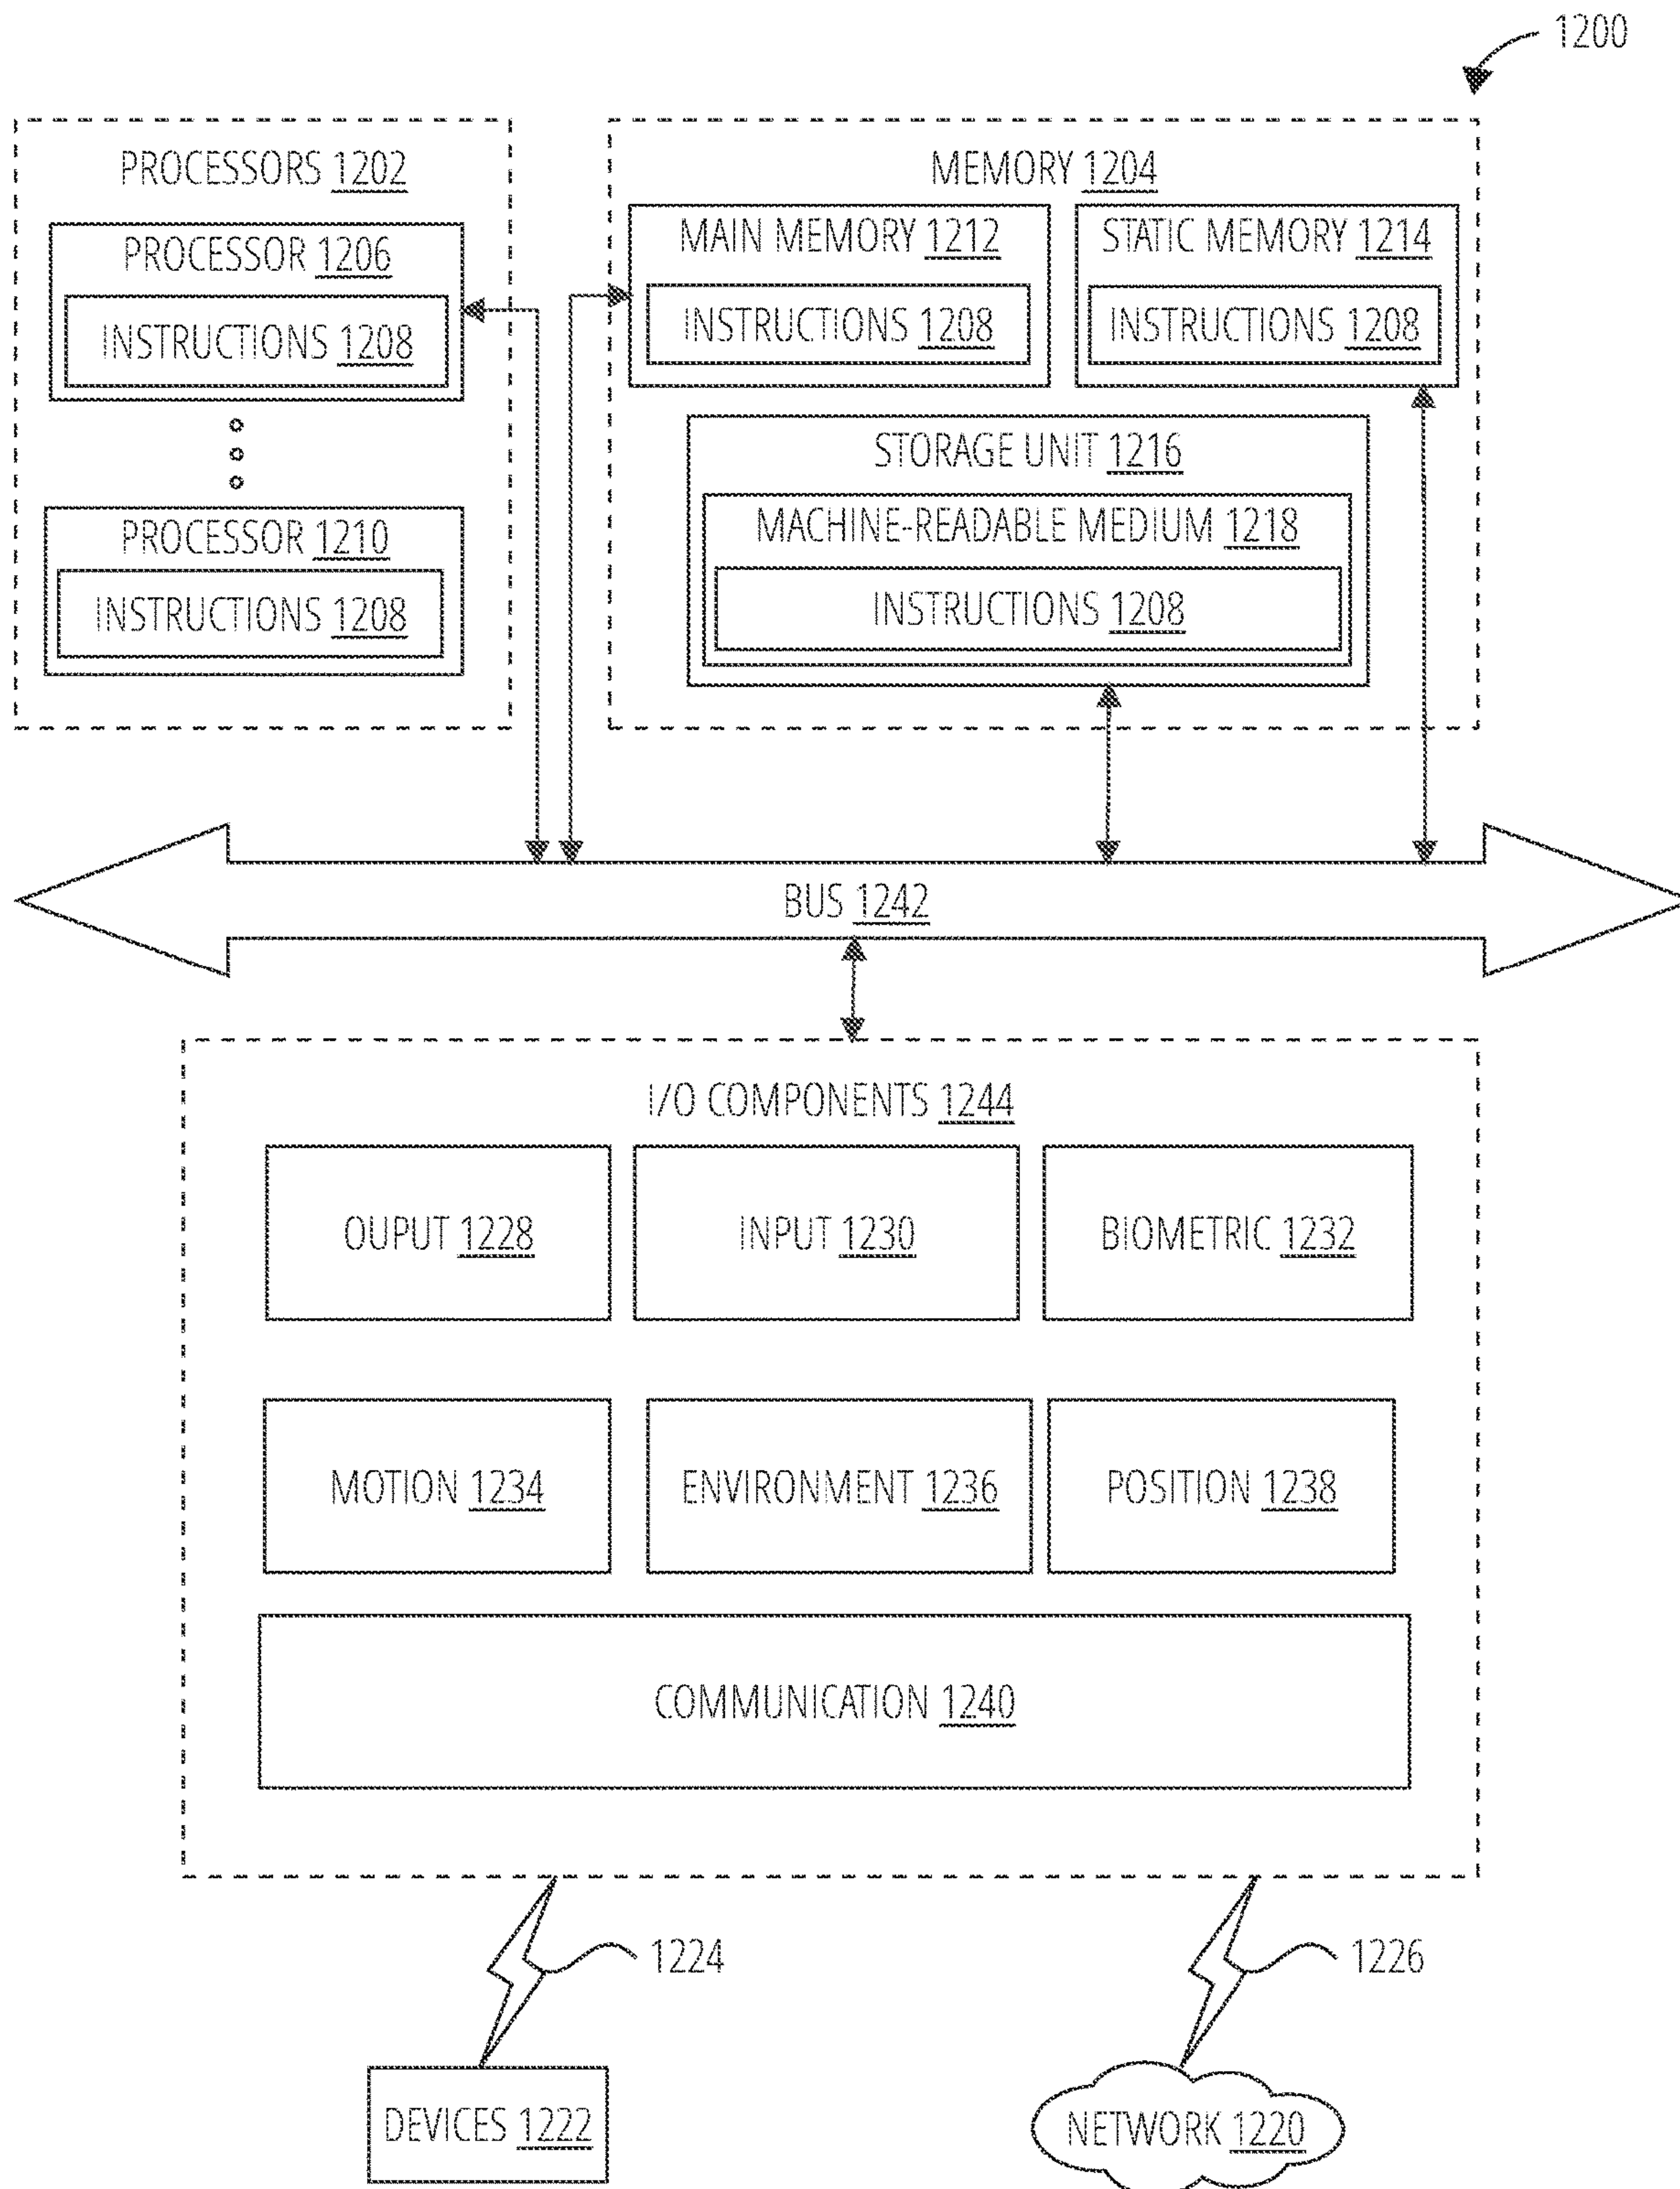 1200
PROCESSORS 1202
PROCESSOR 1206
INSTRUCTIONS 1208
PROCESSOR 1210
INSTRUCTIONS 1208
MEMORY 1204
MAIN MEMORY 1212
INSTRUCTIONS 1208
STATIC MEMORY 1214
INSTRUCTIONS 1208
STORAGE UNIT 1216
MACHINE-READABLE MEDIUM 1218
INSTRUCTIONS 1208
BUS 1242
I/O COMPONENTS 1244
OUPUT 1228
INPUT 1230
BIOMETRIC 1232
MOTION 1234
ENVIRONMENT 1236
POSITION 1238
COMMUNICATION 1240
1224
1226
DEVICES 1222
NETWORK 1220